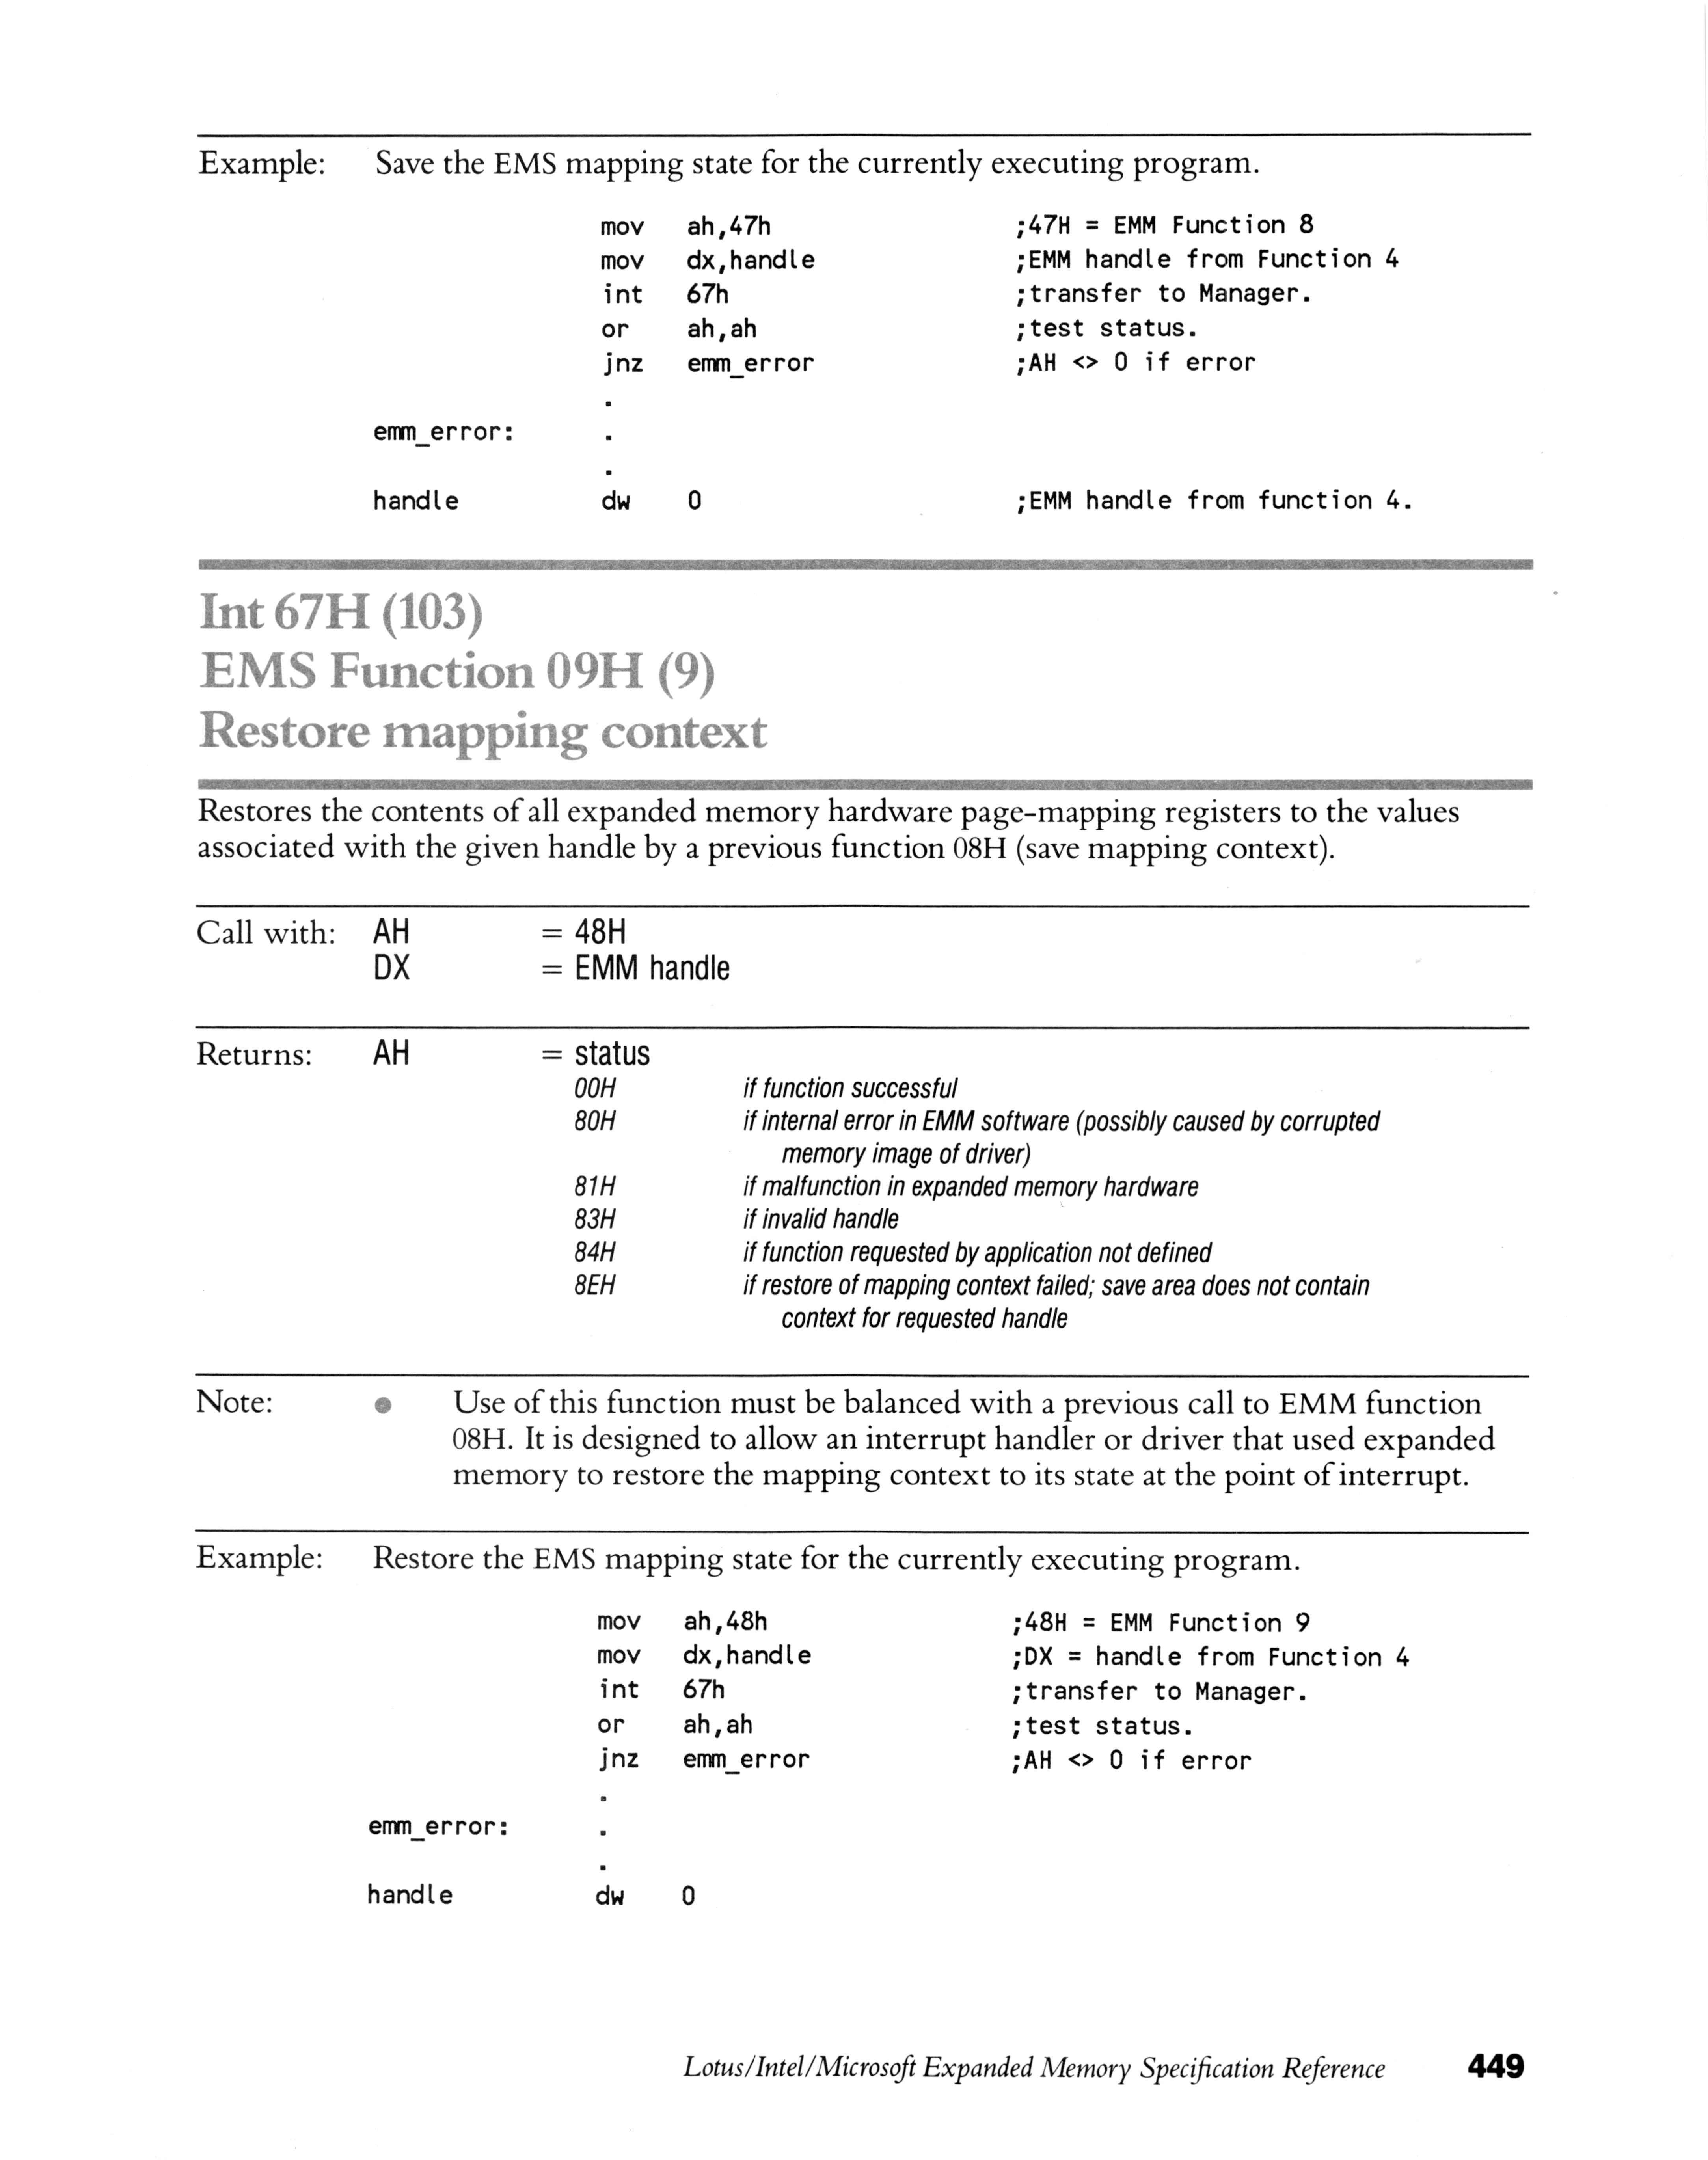 Example: Save the EMS mapping state for the currently executing program.
mov ah,47h ;47H = EMM Function 8
mov dx,handle ;EMM handle from Function 4
int 67h ;transfer to Manager.
or ah,ah ;test status.
jnz emm_error ;AH <> 0 if error
.
emm_error: .
.
handle dw 0 ;EMM handle from function 4.
Int 67H (103)
EMS Function 09H (9)
Restore mapping context
Restores the contents of all expanded memory hardware page-mapping registers to the values
associated with the given handle by a previous function 08H (save mapping context).
Call with: AH = 48H
DX = EMM handle
Returns: AH = status
00H if function successful
80H if internal error in EMM software (possibly caused by corrupted
memory image of driver)
81H if malfunction in expanded memory hardware
83H if invalid handle
84H if function requested by application not defined
8EH if restore of mapping context failed; save area does not contain
context for requested handle
Note: • Use of this function must be balanced with a previous call to EMM function
08H. It is designed to allow an interrupt handler or driver that used expanded
memory to restore the mapping context to its state at the point of interrupt.
Example: Restore the EMS mapping state for the currently executing program.
mov ah,48h ;48H = EMM Function 9
mov dx,handle ;DX = handle from Function 4
int 67h ;transfer to Manager.
or ah,ah ;test status.
jnz emm_error ;AH <> 0 if error
.
emm_error: .
.
handle dw 0
Lotus/Intel/Microsoft Expanded Memory Specification Reference 449